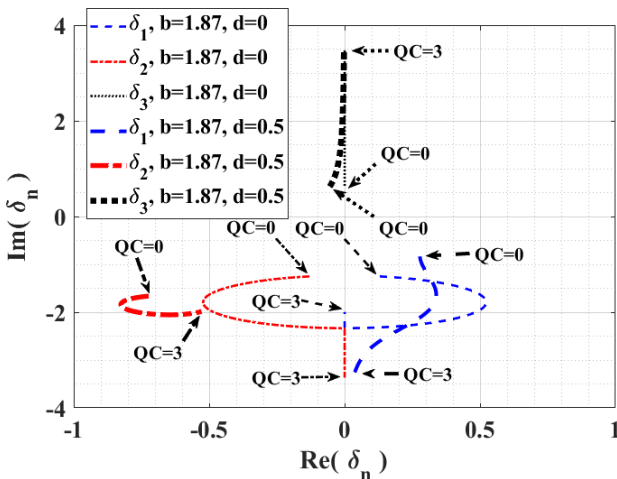 δ1, b=1.87, d=0
δ2, b=1.87, d=0
δ3, b=1.87, d=0
δ1, b=1.87, d=0.5
δ2, b=1.87, d=0.5
δ3, b=1.87, d=0.5
4
2
0
-2
-4
Im( δn )
QC=3
QC=0
QC=0
QC=0
QC=0
QC=0
QC=0
QC=3
QC=3
QC=3
QC=3
-1
-0.5
0
0.5
1
Re( δn )